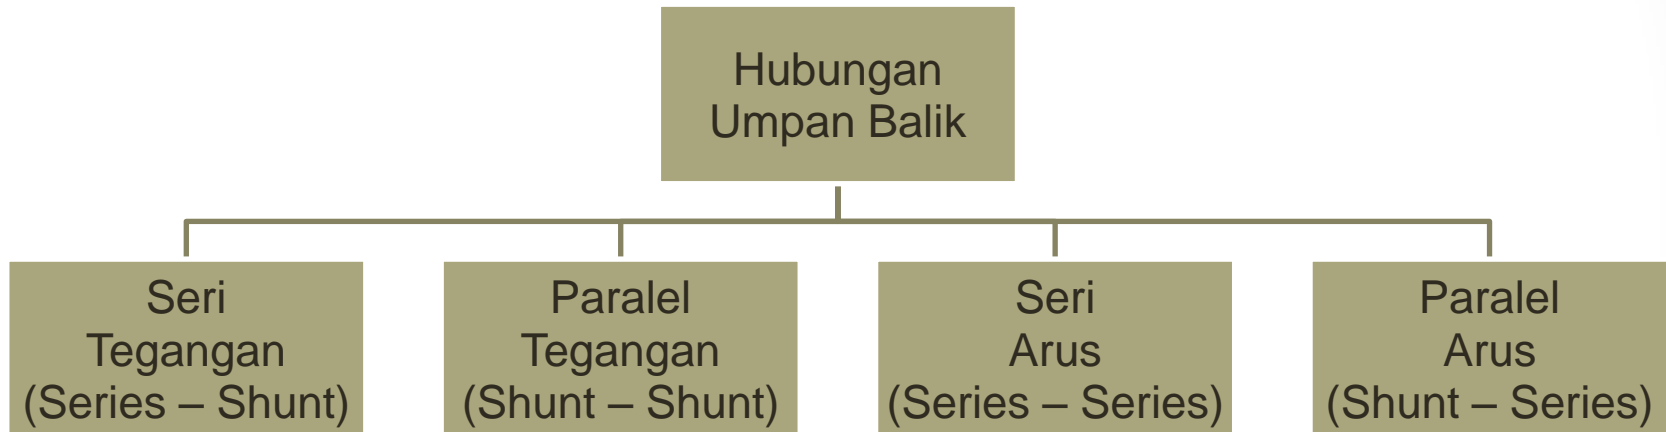 Hubungan
Umpan Balik
Seri
Tegangan
(Series – Shunt)
Paralel
Tegangan
(Shunt – Shunt)
Seri
Arus
(Series – Series)
Paralel
Arus
(Shunt – Series)